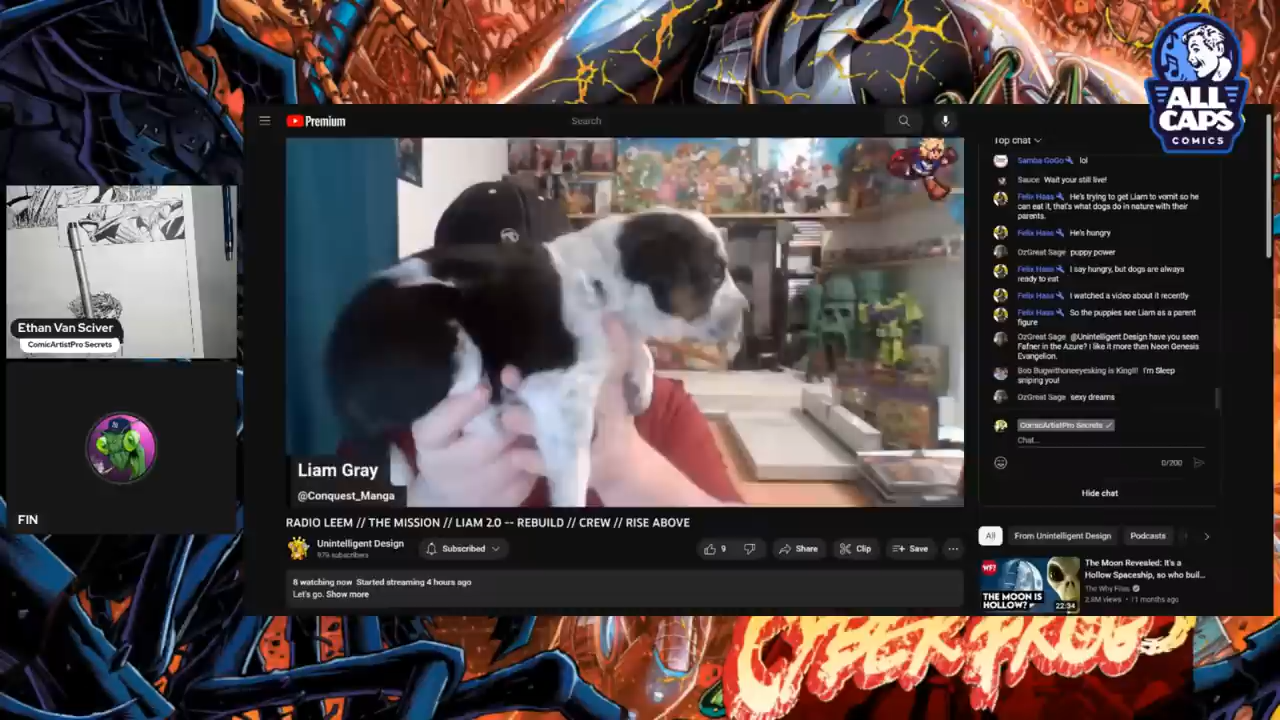 ALL
CAPS
COMICS
Premium
Search
Top chat
Samba GoGo lol
Sauce Wait your still live!
Felix Haas He's trying to get Liam to vomit so he
can eat it, that's what dogs do in nature with their
parents.
Felix Haas He's hungry
OzGreat Sage puppy power
Felix Haas I say hungry, but dogs are always
ready to eat
Felix Haas I watched a video about it recently
Felix Haas So the puppies see Liam as a parent
figure
OzGreat Sage @Unintelligent Design have you seen
Fafner in the Azure? I like it more then Neon Genesis
Evangelion.
Bob Bugwithoneeyesking is King!!! I'm Sleep
sniping you!
OzGreat Sage sexy dreams
ComicArtistPro Secrets
Chat...
0/200
Hide chat
Ethan Van Sciver
ComicArtistPro Secrets
FIN
Liam Gray
@Conquest_Manga
RADIO LEEM // THE MISSION // LIAM 2.0 -- REBUILD // CREW // RISE ABOVE
Unintelligent Design
979 subscribers
Subscribed
9
Share
Clip
Save
8 watching now Started streaming 4 hours ago
Let's go. Show more
All
From Unintelligent Design
Podcasts
WF?
THE MOON IS
HOLLOW?
22:34
The Moon Revealed: It's a
Hollow Spaceship, so who buil...
The Why Files
2.8M views • 11 months ago
CYBERFROG